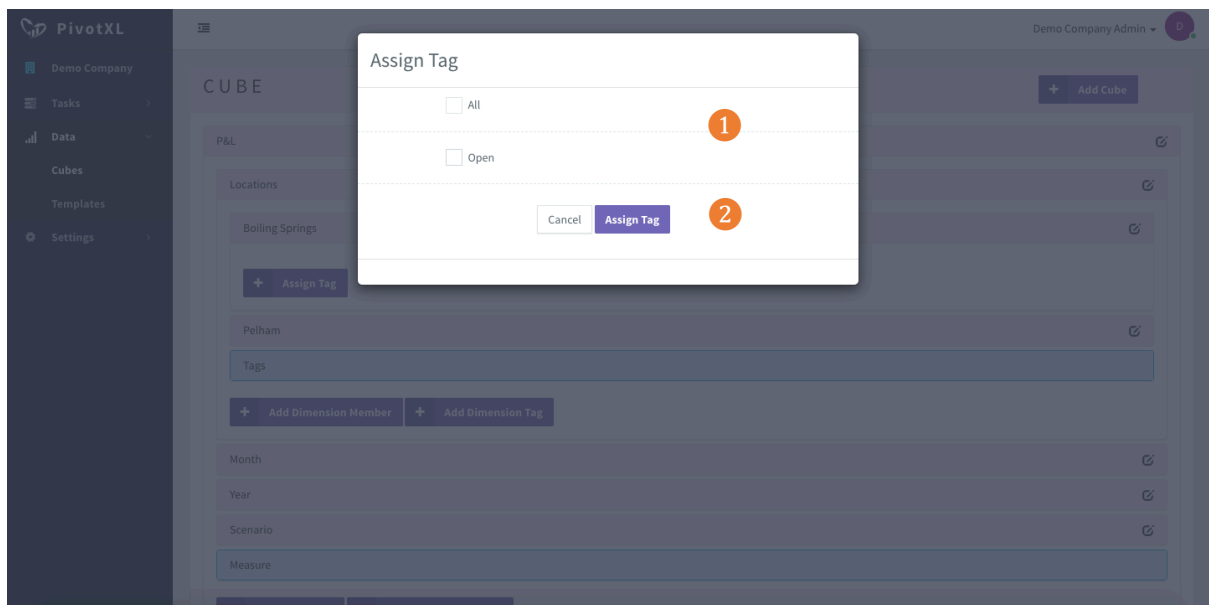 PivotXL
Demo Company Admin
D
Demo Company
Tasks
Data
Cubes
Templates
Settings
CUBE
+ Add Cube
P&L
Locations
Boiling Springs
+ Assign Tag
Pelham
Tags
+ Add Dimension Member + Add Dimension Tag
Month
Year
Scenario
Measure
Assign Tag
All
1
Open
Cancel Assign Tag
2